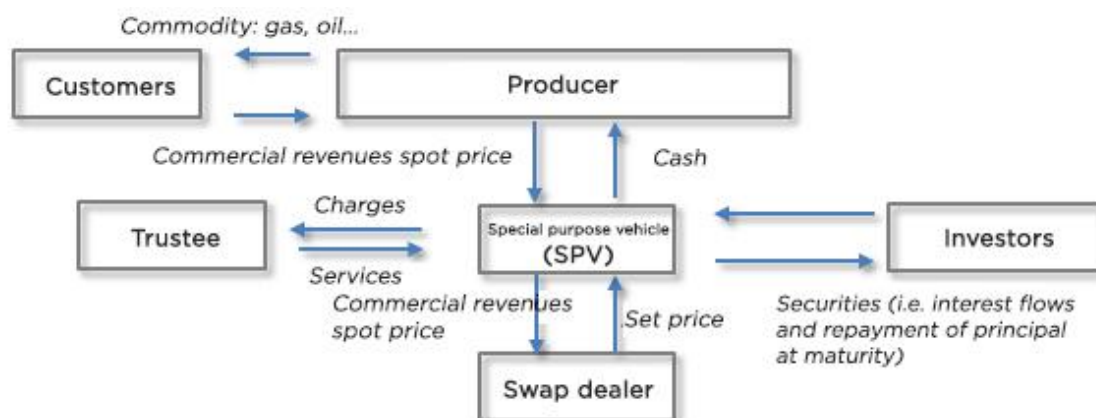 Commodity: gas, oil...
Customers
Producer
Commercial revenues spot price
Cash
Charges
Trustee
Special purpose vehicle
(SPV)
Investors
Services
Commercial revenues
spot price
.Set price
Securities (i.e. interest flows
and repayment of principal
at maturity)
Swap dealer